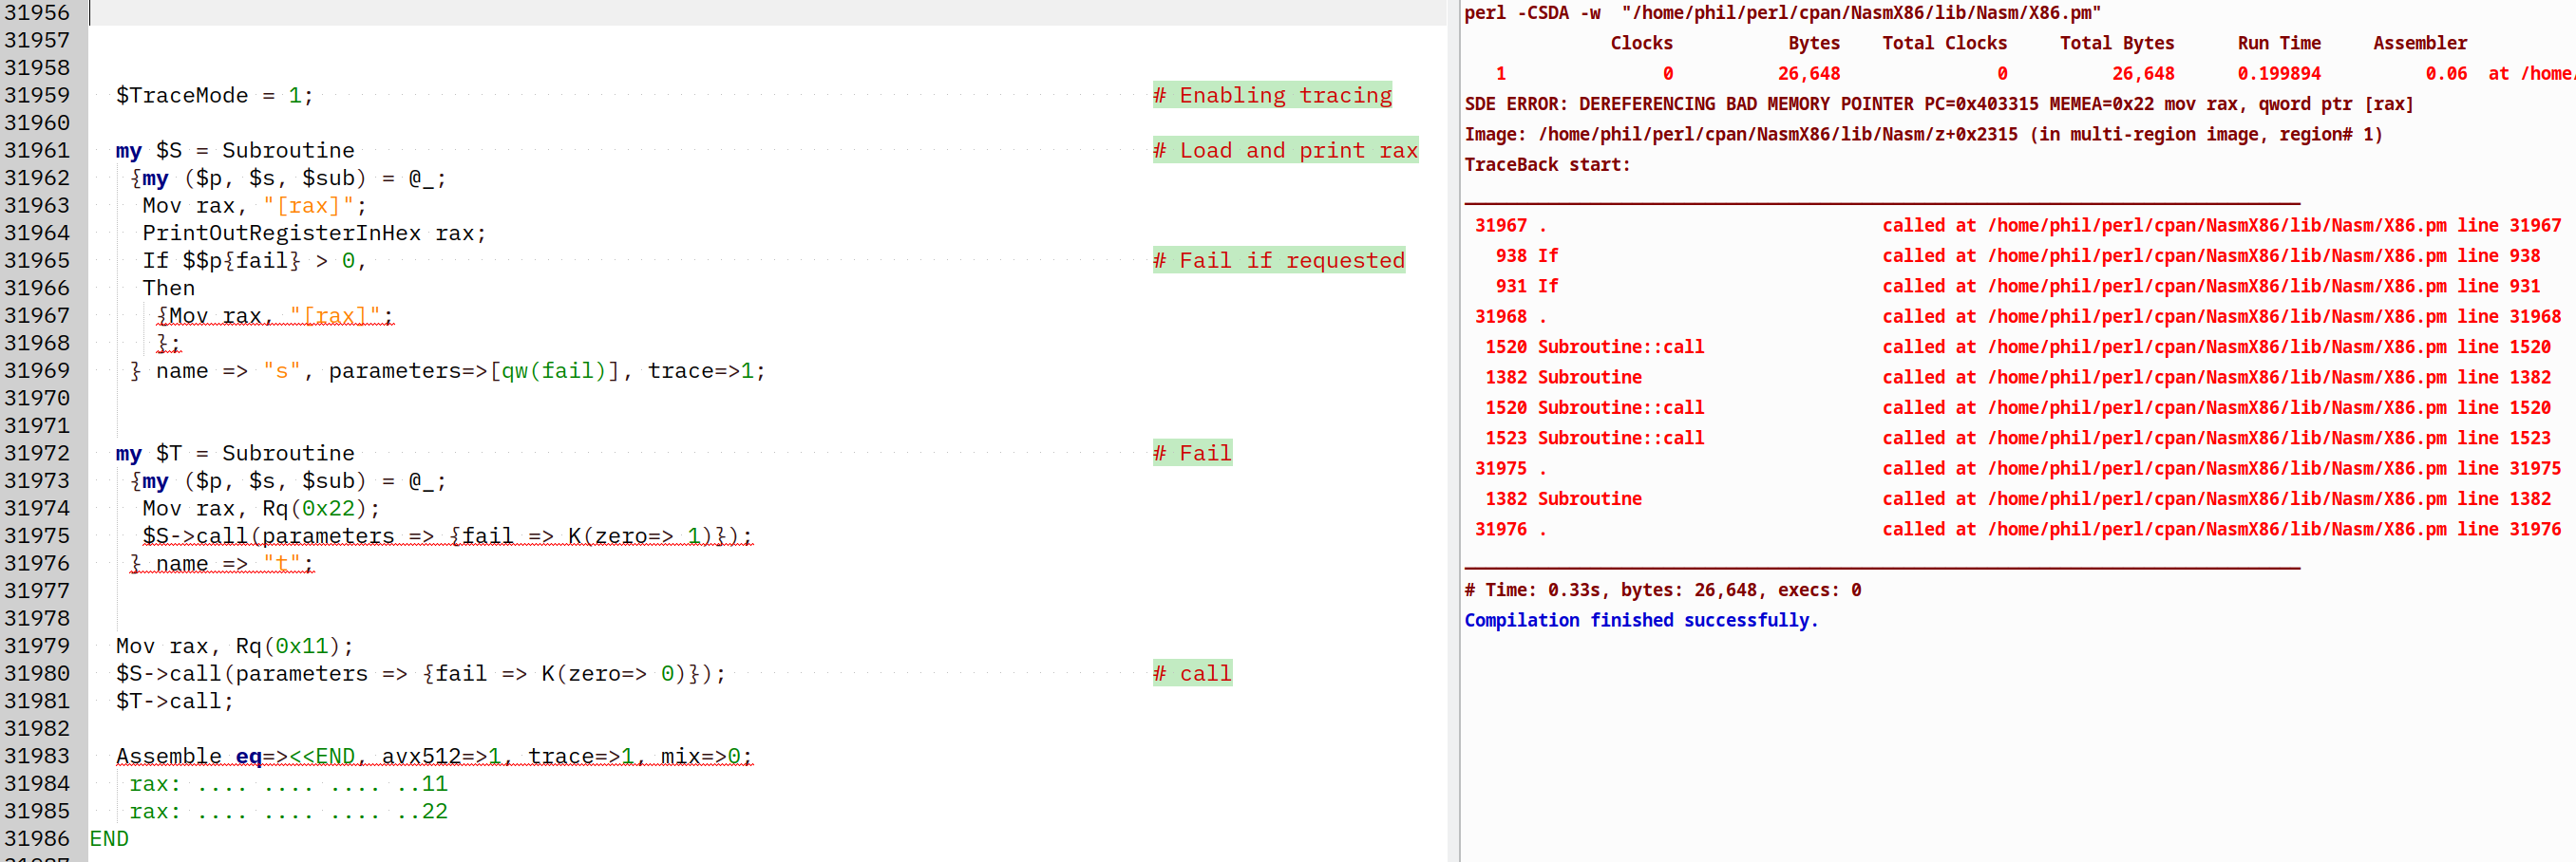 31956
31957
31958
31959 $TraceMode = 1; # Enabling tracing
31960
31961 my $S = Subroutine # Load and print rax
31962 {my ($p, $s, $sub) = @_;
31963 Mov rax, "[rax]";
31964 PrintOutRegisterInHex rax;
31965 If $$p{fail} > 0, # Fail if requested
31966 Then
31967 {Mov rax, "[rax]";
31968 };
31969 } name => "s", parameters=>[qw(fail)], trace=>1;
31970
31971
31972 my $T = Subroutine # Fail
31973 {my ($p, $s, $sub) = @_;
31974 Mov rax, Rq(0x22);
31975 $S->call(parameters => {fail => K(zero=> 1)});
31976 } name => "t";
31977
31978
31979 Mov rax, Rq(0x11);
31980 $S->call(parameters => {fail => K(zero=> 0)}); # call
31981 $T->call;
31982
31983 Assemble eq=><<END, avx512=>1, trace=>1, mix=>0;
31984 rax: .... .... .... ..11
31985 rax: .... .... .... ..22
31986 END
perl -CSDA -w "/home/phil/perl/cpan/NasmX86/lib/Nasm/X86.pm"
Clocks Bytes Total Clocks Total Bytes Run Time Assembler
1 0 26,648 0 26,648 0.199894 0.06 at /home/
SDE ERROR: DEREFERENCING BAD MEMORY POINTER PC=0x403315 MEMEA=0x22 mov rax, qword ptr [rax]
Image: /home/phil/perl/cpan/NasmX86/lib/Nasm/z+0x2315 (in multi-region image, region# 1)
TraceBack start:
31967 . called at /home/phil/perl/cpan/NasmX86/lib/Nasm/X86.pm line 31967
938 If called at /home/phil/perl/cpan/NasmX86/lib/Nasm/X86.pm line 938
931 If called at /home/phil/perl/cpan/NasmX86/lib/Nasm/X86.pm line 931
31968 . called at /home/phil/perl/cpan/NasmX86/lib/Nasm/X86.pm line 31968
1520 Subroutine::call called at /home/phil/perl/cpan/NasmX86/lib/Nasm/X86.pm line 1520
1382 Subroutine called at /home/phil/perl/cpan/NasmX86/lib/Nasm/X86.pm line 1382
1520 Subroutine::call called at /home/phil/perl/cpan/NasmX86/lib/Nasm/X86.pm line 1520
1523 Subroutine::call called at /home/phil/perl/cpan/NasmX86/lib/Nasm/X86.pm line 1523
31975 . called at /home/phil/perl/cpan/NasmX86/lib/Nasm/X86.pm line 31975
1382 Subroutine called at /home/phil/perl/cpan/NasmX86/lib/Nasm/X86.pm line 1382
31976 . called at /home/phil/perl/cpan/NasmX86/lib/Nasm/X86.pm line 31976
# Time: 0.33s, bytes: 26,648, execs: 0
Compilation finished successfully.